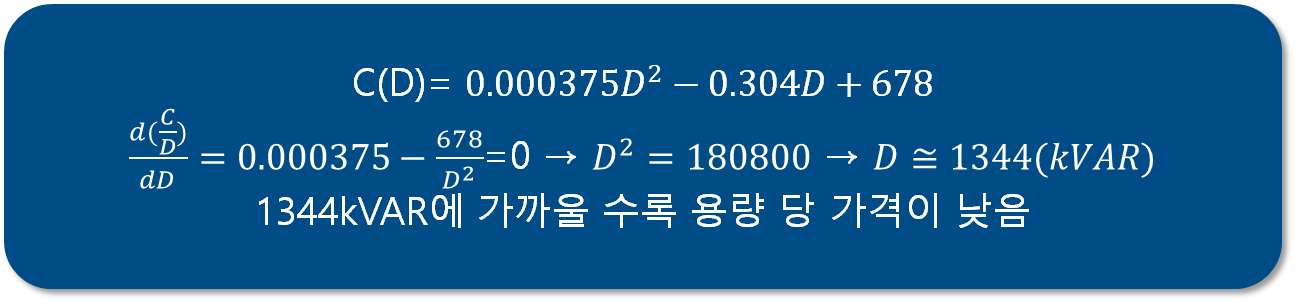 C(D)= 0.000375D² − 0.304D + 678
d(C/D)/dD = 0.000375 − 678/D² =0 → D² = 180800 → D ≅ 1344(kVAR)
1344kVAR에 가까울 수록 용량 당 가격이 낮음